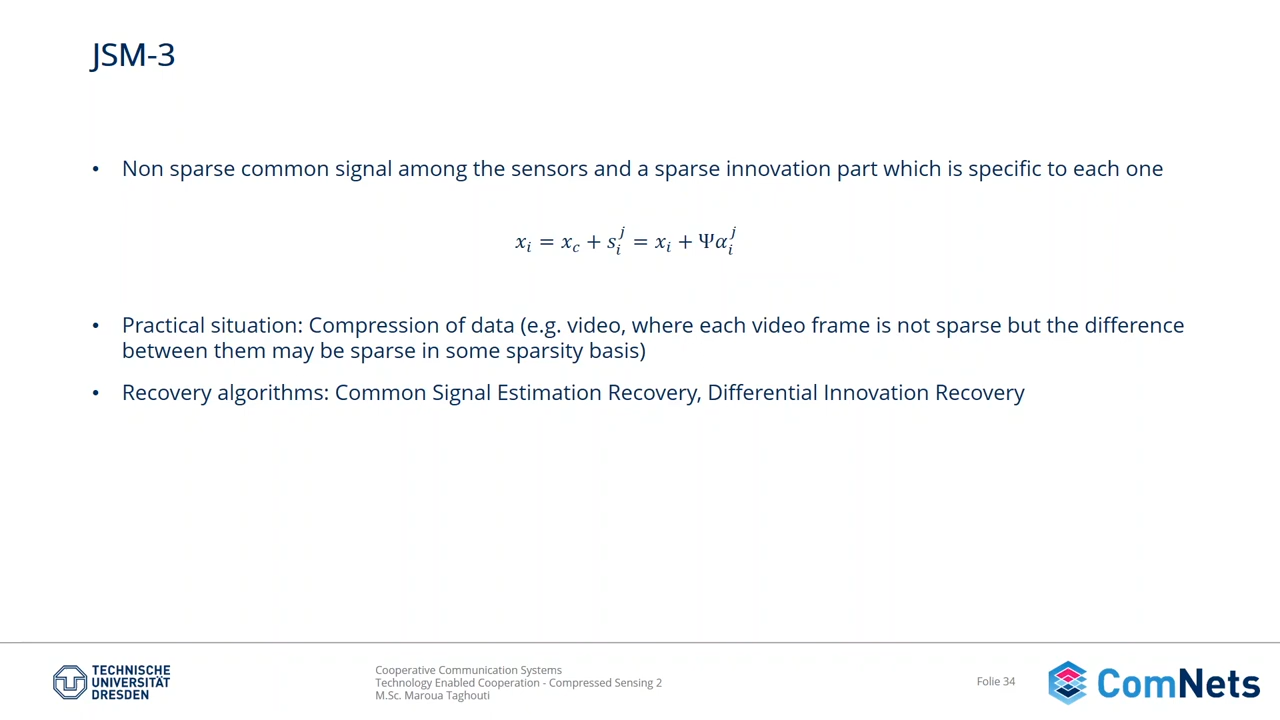 JSM-3
• Non sparse common signal among the sensors and a sparse innovation part which is specific to each one
x_i = x_c + s_i^j = x_i + Ψα_i^j
• Practical situation: Compression of data (e.g. video, where each video frame is not sparse but the difference
between them may be sparse in some sparsity basis)
• Recovery algorithms: Common Signal Estimation Recovery, Differential Innovation Recovery
TECHNISCHE
UNIVERSITÄT
DRESDEN
Cooperative Communication Systems
Technology Enabled Cooperation - Compressed Sensing 2
M.Sc. Maroua Taghouti
Folie 34
ComNets